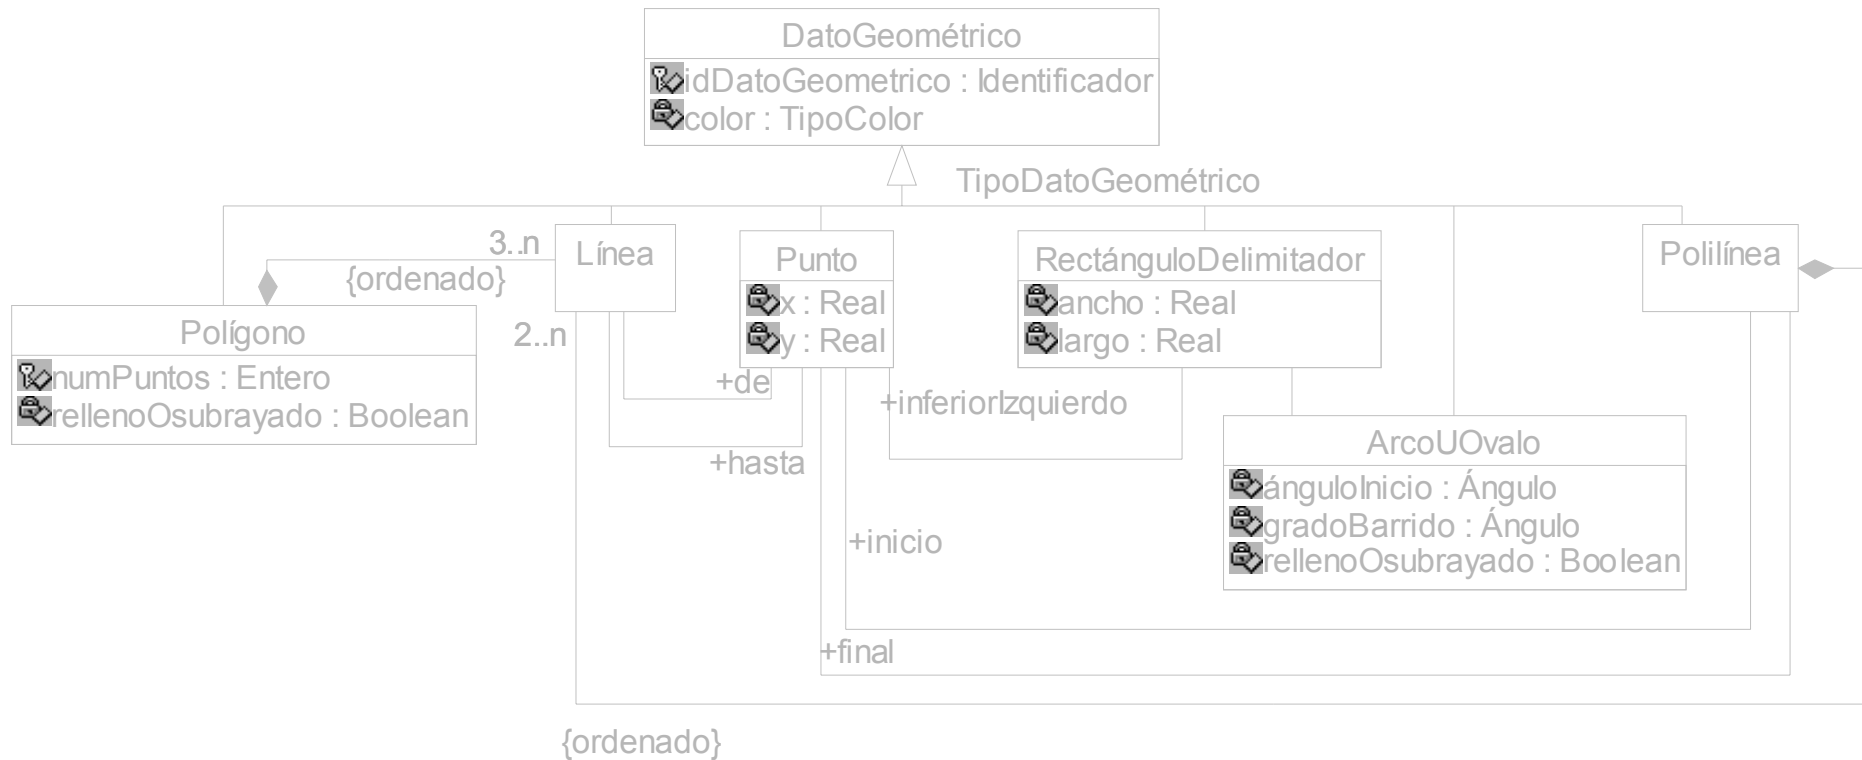 DatoGeométrico
idDatoGeometrico : Identificador
color : TipoColor
TipoDatoGeométrico
3..n
{ordenado}
Línea
2..n
Polígono
numPuntos : Entero
rellenoOsubrayado : Boolean
Punto
x : Real
y : Real
RectánguloDelimitador
ancho : Real
largo : Real
Polilínea
+de
+hasta
+inferiorIzquierdo
ArcoUOvalo
ánguloInicio : Ángulo
gradoBarrido : Ángulo
rellenoOsubrayado : Boolean
+inicio
+final
{ordenado}